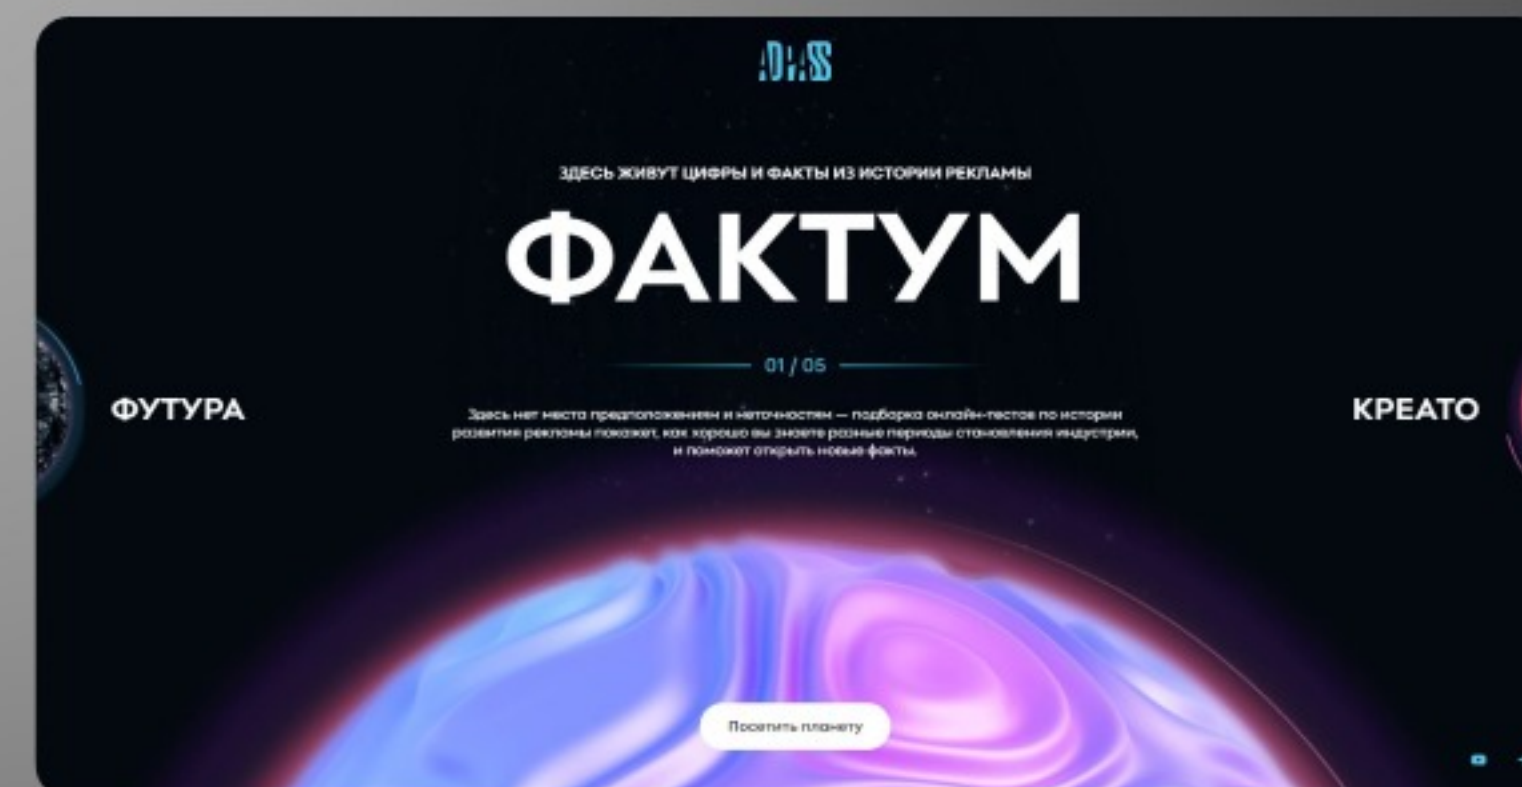 ADPASS
ЗДЕСЬ ЖИВУТ ЦИФРЫ И ФАКТЫ ИЗ ИСТОРИИ РЕКЛАМЫ
ФАКТУМ
01 / 05
ФУТУРА
КРЕАТО
Здесь нет места предположениям и неточностям — подборка онлайн-тестов по истории
развития рекламы покажет, как хорошо вы знаете разные периоды становления индустрии,
и поможет открыть новые факты.
Посетить планету